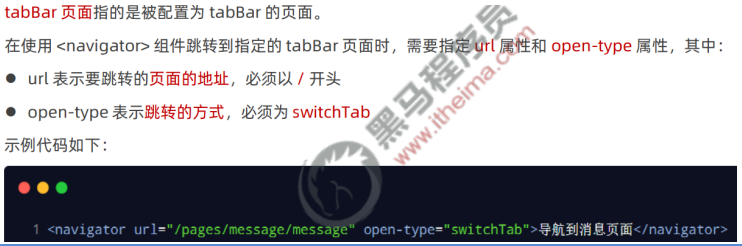 tabBar 页面指的是被配置为 tabBar 的页面。
在使用 <navigator> 组件跳转到指定的 tabBar 页面时，需要指定 url 属性和 open-type 属性，其中：
● url 表示要跳转的页面的地址，必须以 / 开头
● open-type 表示跳转的方式，必须为 switchTab
示例代码如下：
1 <navigator url="/pages/message/message" open-type="switchTab">导航到消息页面</navigator>
黑马程序员
www.itheima.com